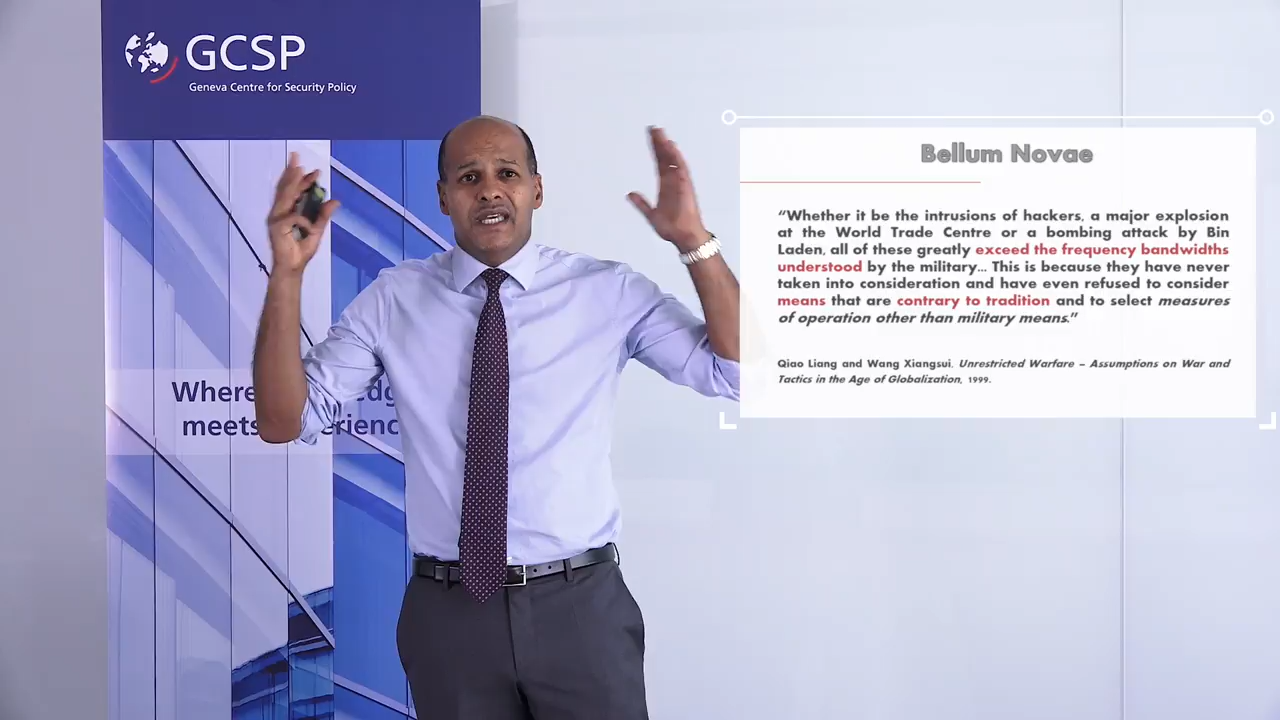 GCSP
Geneva Centre for Security Policy
Where
edg
meets
erienc
Bellum Novae
“Whether it be the intrusions of hackers, a major explosion
at the World Trade Centre or a bombing attack by Bin
Laden, all of these greatly exceed the frequency bandwidths
understood by the military... This is because they have never
taken into consideration and have even refused to consider
means that are contrary to tradition and to select measures
of operation other than military means.”
Qiao Liang and Wang Xiangsui. Unrestricted Warfare – Assumptions on War and
Tactics in the Age of Globalization, 1999.